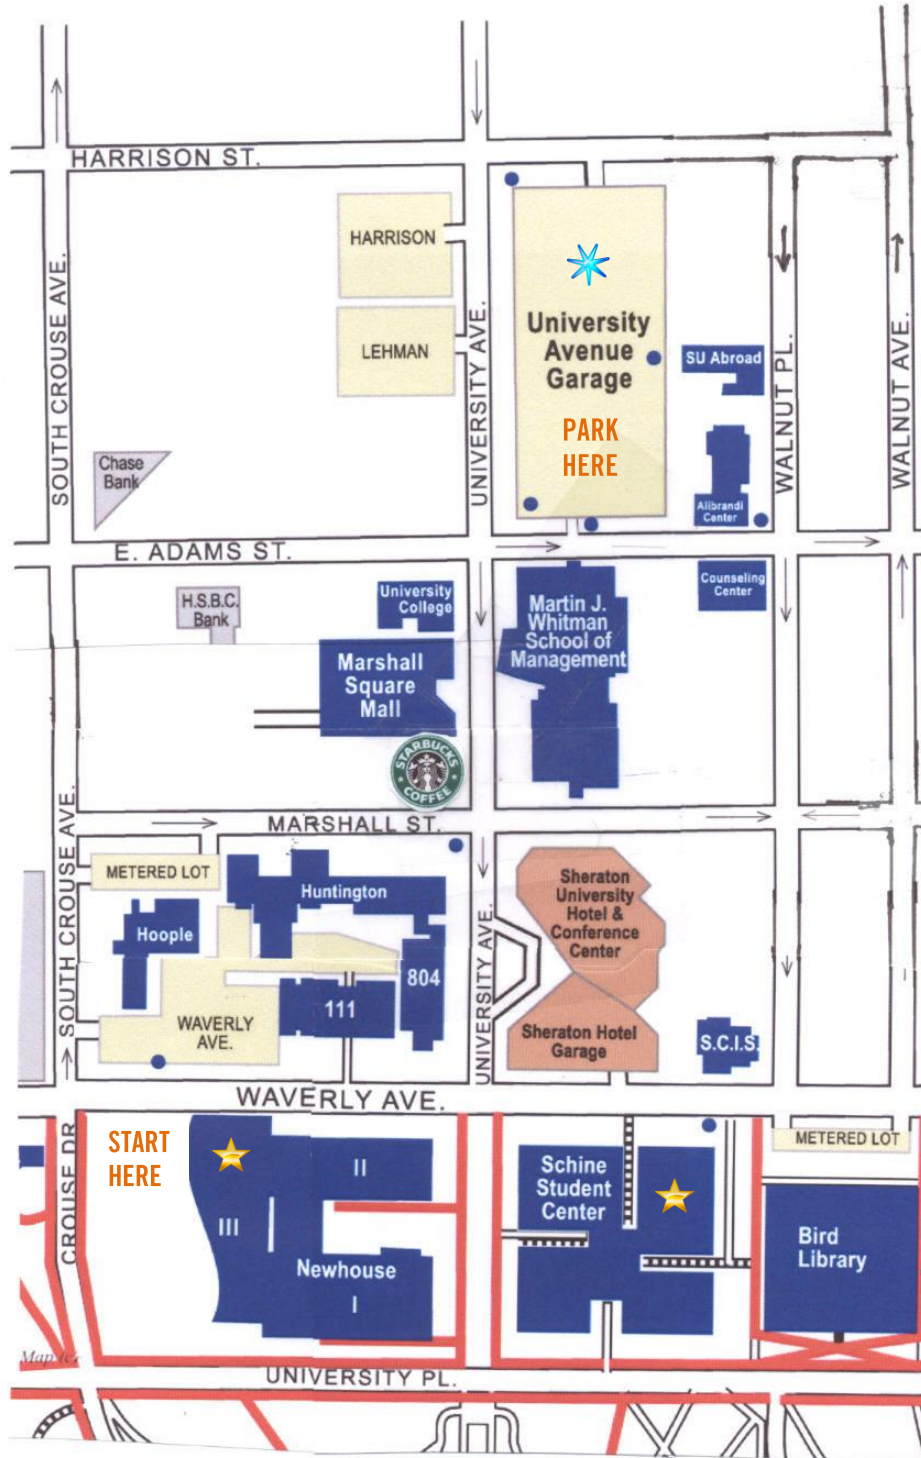 HARRISON ST.
HARRISON
LEHMAN
SOUTH CROUSE AVE.
UNIVERSITY AVE.
University
Avenue
Garage
PARK
HERE
SU Abroad
WALNUT PL.
WALNUT AVE.
Chase
Bank
Alibrandi
Center
E. ADAMS ST.
H.S.B.C.
Bank
University
College
Martin J.
Whitman
School of
Management
Counseling
Center
Marshall
Square
Mall
STARBUCKS
COFFEE
MARSHALL ST.
SOUTH CROUSE AVE.
METERED LOT
Huntington
Hoople
804
111
WAVERLY
AVE.
UNIVERSITY AVE.
Sheraton
University
Hotel &
Conference
Center
Sheraton Hotel
Garage
S.C.I.S.
WAVERLY AVE.
CROUSE DR
START
HERE
II
III
Newhouse
I
Schine
Student
Center
METERED LOT
Bird
Library
Map
UNIVERSITY PL.